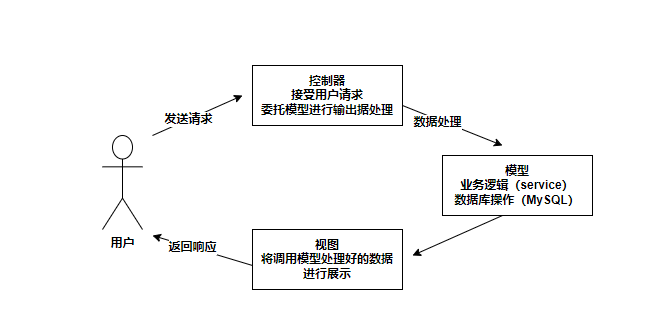 控制器
接受用户请求
委托模型进行输出据处理
发送请求
数据处理
模型
业务逻辑（service）
数据库操作（MySQL）
用户
返回响应
视图
将调用模型处理好的数据
进行展示